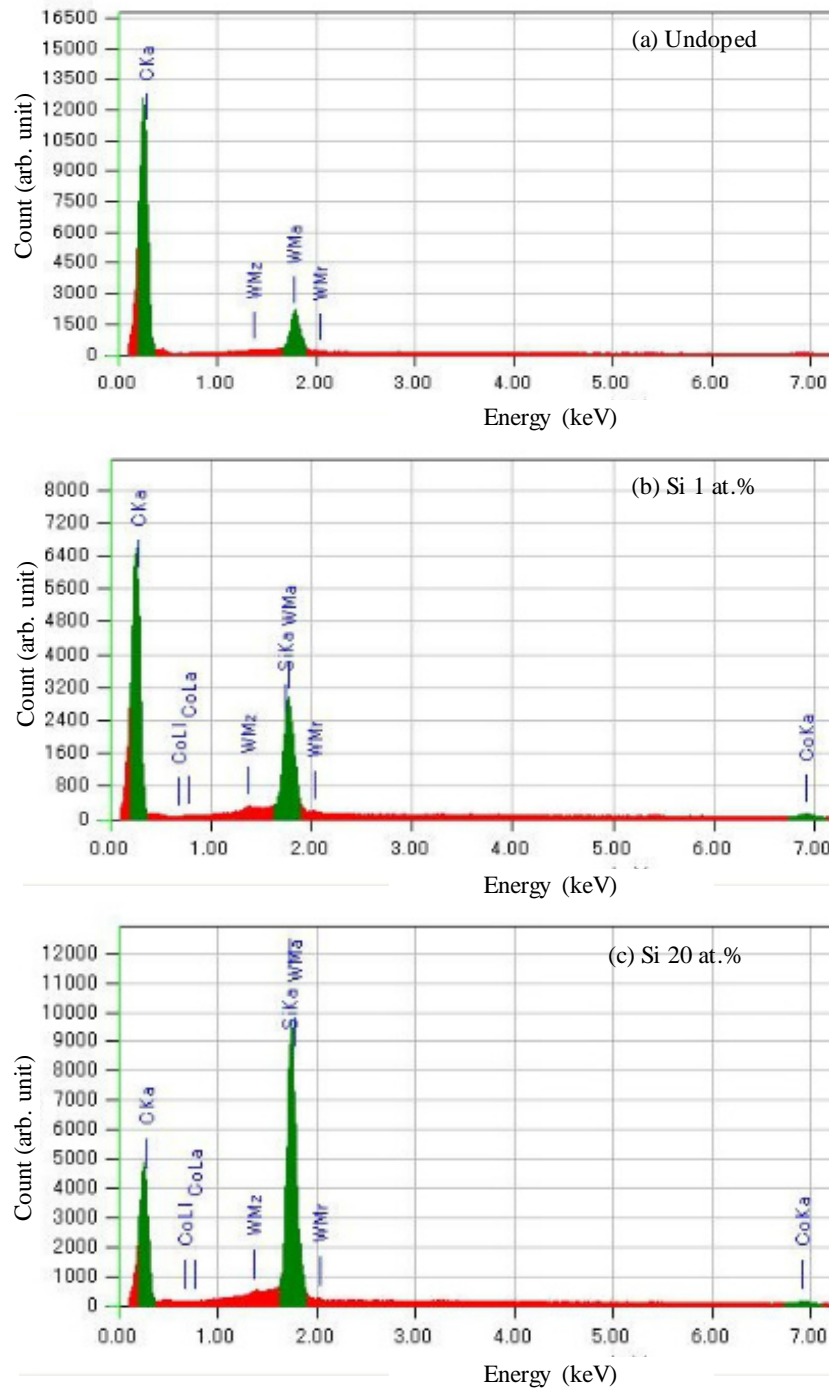 16500
(a) Undoped
15000
CKa
13500
12000
10500
9000
7500
6000
4500
3000
1500
0
WMz
WMa
WMr
Count (arb. unit)
0.00 1.00 2.00 3.00 4.00 5.00 6.00 7.00
Energy (keV)
8000
(b) Si 1 at.%
7200
CKa
6400
5600
4800
4000
3200
2400
1600
800
0
CoLl
CoLa
WMz
SiKa WMa
WMr
CoKa
Count (arb. unit)
0.00 1.00 2.00 3.00 4.00 5.00 6.00 7.00
Energy (keV)
12000
(c) Si 20 at.%
11000
10000
9000
8000
7000
6000
5000
4000
3000
2000
1000
0
CKa
CoLl
CoLa
WMz
SiKa WMa
WMr
CoKa
Count (arb. unit)
0.00 1.00 2.00 3.00 4.00 5.00 6.00 7.00
Energy (keV)